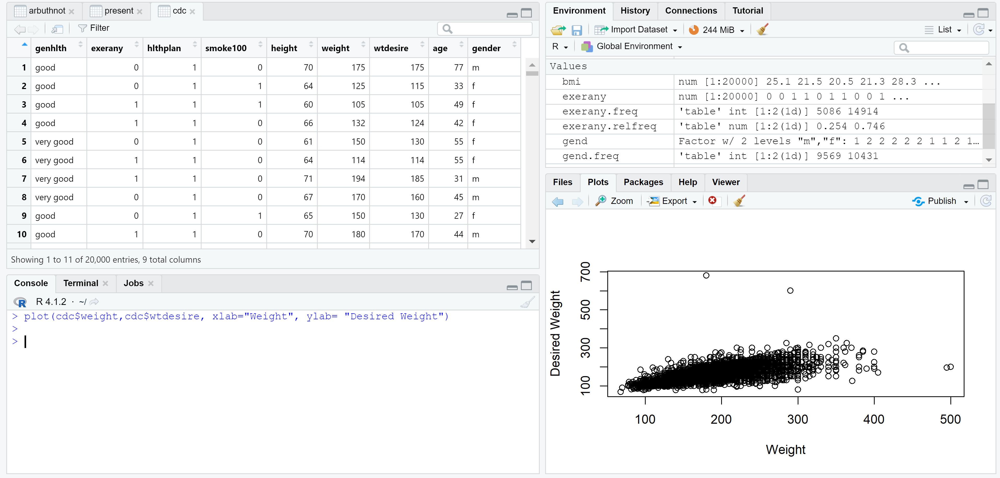 arbuthnot present cdc
Filter
genhlth exerany hlthplan smoke100 height weight wtdesire age gender
1 good 0 1 0 70 175 175 77 m
2 good 0 1 1 64 125 115 33 f
3 good 1 1 1 60 105 105 49 f
4 good 1 1 0 66 132 124 42 f
5 very good 0 1 0 61 150 130 55 f
6 very good 1 1 0 64 114 114 55 f
7 very good 1 1 0 71 194 185 31 m
8 very good 0 1 0 67 170 160 45 m
9 good 0 1 1 65 150 130 27 f
10 good 1 1 0 70 180 170 44 m
Showing 1 to 11 of 20,000 entries, 9 total columns
Console Terminal Jobs
R R 4.1.2 · ~/
> plot(cdc$weight,cdc$wtdesire, xlab="Weight", ylab= "Desired Weight")
>
>
Environment History Connections Tutorial
Import Dataset 244 MiB List
R Global Environment
Values
bmi num [1:20000] 25.1 21.5 20.5 21.3 28.3 ...
exerany num [1:20000] 0 0 1 1 0 1 1 0 0 1 ...
exerany.freq 'table' int [1:2(1d)] 5086 14914
exerany.relfreq 'table' num [1:2(1d)] 0.254 0.746
gend Factor w/ 2 levels "m","f": 1 2 2 2 2 2 1 1 2 1…
gend.freq 'table' int [1:2(1d)] 9569 10431
Files Plots Packages Help Viewer
Zoom Export Publish
Desired Weight
700
500
300
100
100 200 300 400 500
Weight